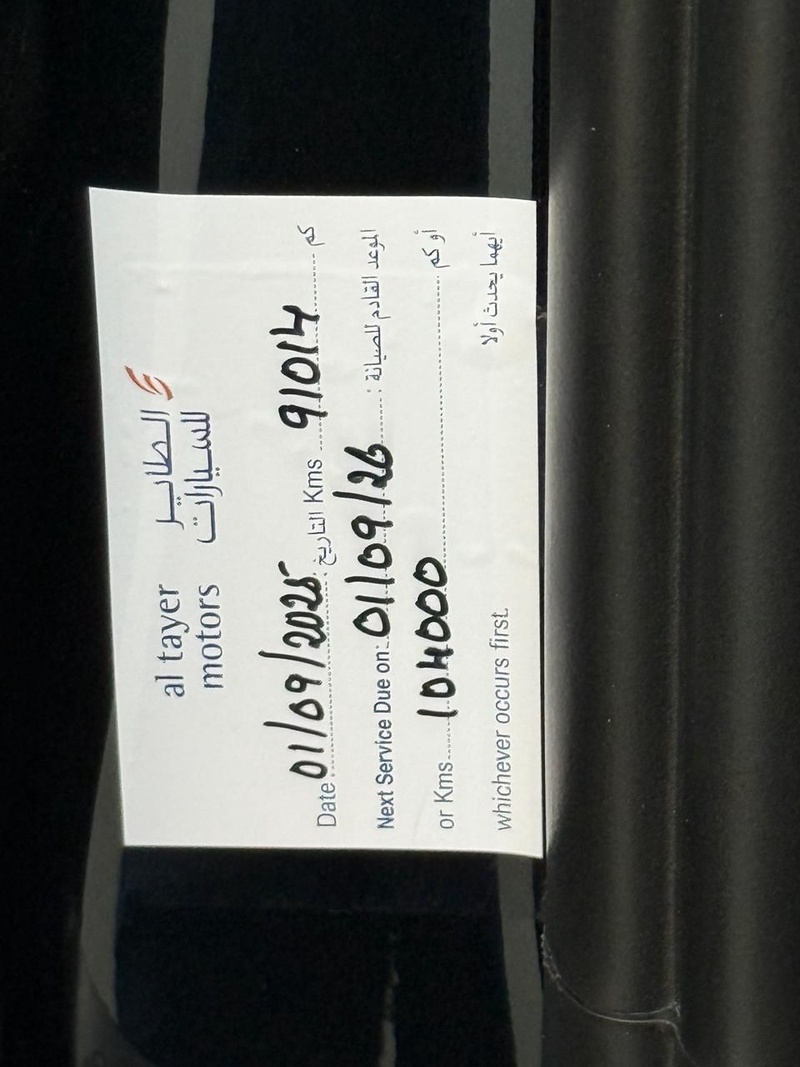 al tayer الطاير
motors للسيارات
Date 01/09/2025 التاريخ: Kms 91014 كم
Next Service Due on: 01/09/26 الموعد القادم للصيانة :
or Kms 104000 أو كم
whichever occurs first. أيهما يحدث أولا